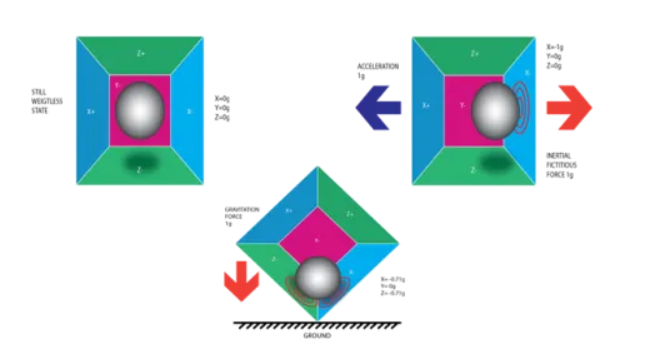 STILL
WEIGTLESS
STATE
Z+
Y-
X+
X-
Z-
X=0g
Y=0g
Z=0g
ACCELERATION
1g
Z+
X-
X+
Y-
Z-
X=-1g
Y=0g
Z=0g
INERTIAL
FICTITIOUS
FORCE 1g
GRAVITATION
FORCE
1g
X+
Z+
Y-
Z-
X-
X= -0.71g
Y= 0g
Z= -0.71g
GROUND